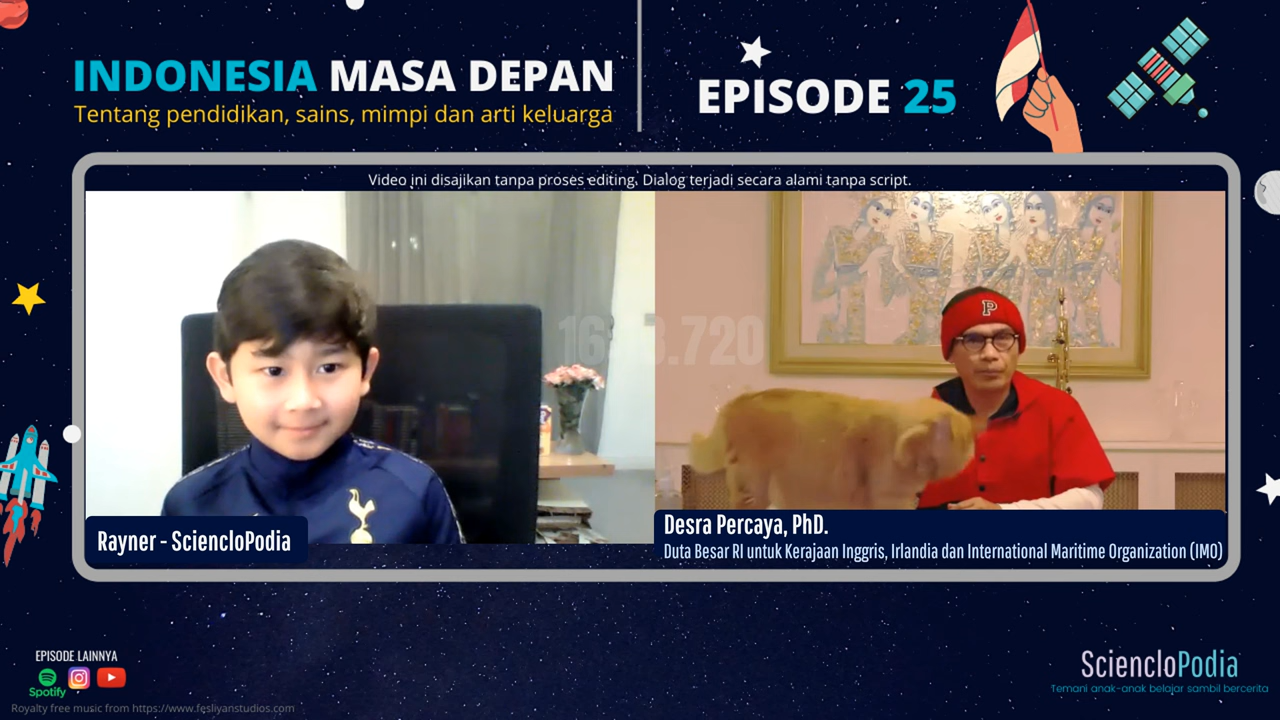 INDONESIA MASA DEPAN
Tentang pendidikan, sains, mimpi dan arti keluarga
EPISODE 25
Video ini disajikan tanpa proses editing. Dialog terjadi secara alami tanpa script.
P
Rayner - SciencloPodia
Desra Percaya, PhD.
Duta Besar RI untuk Kerajaan Inggris, Irlandia dan International Maritime Organization (IMO)
EPISODE LAINNYA
Spotify
SciencloPodia
Temani anak-anak belajar sambil bercerita
Royalty free music from https://www.fesliyanstudios.com